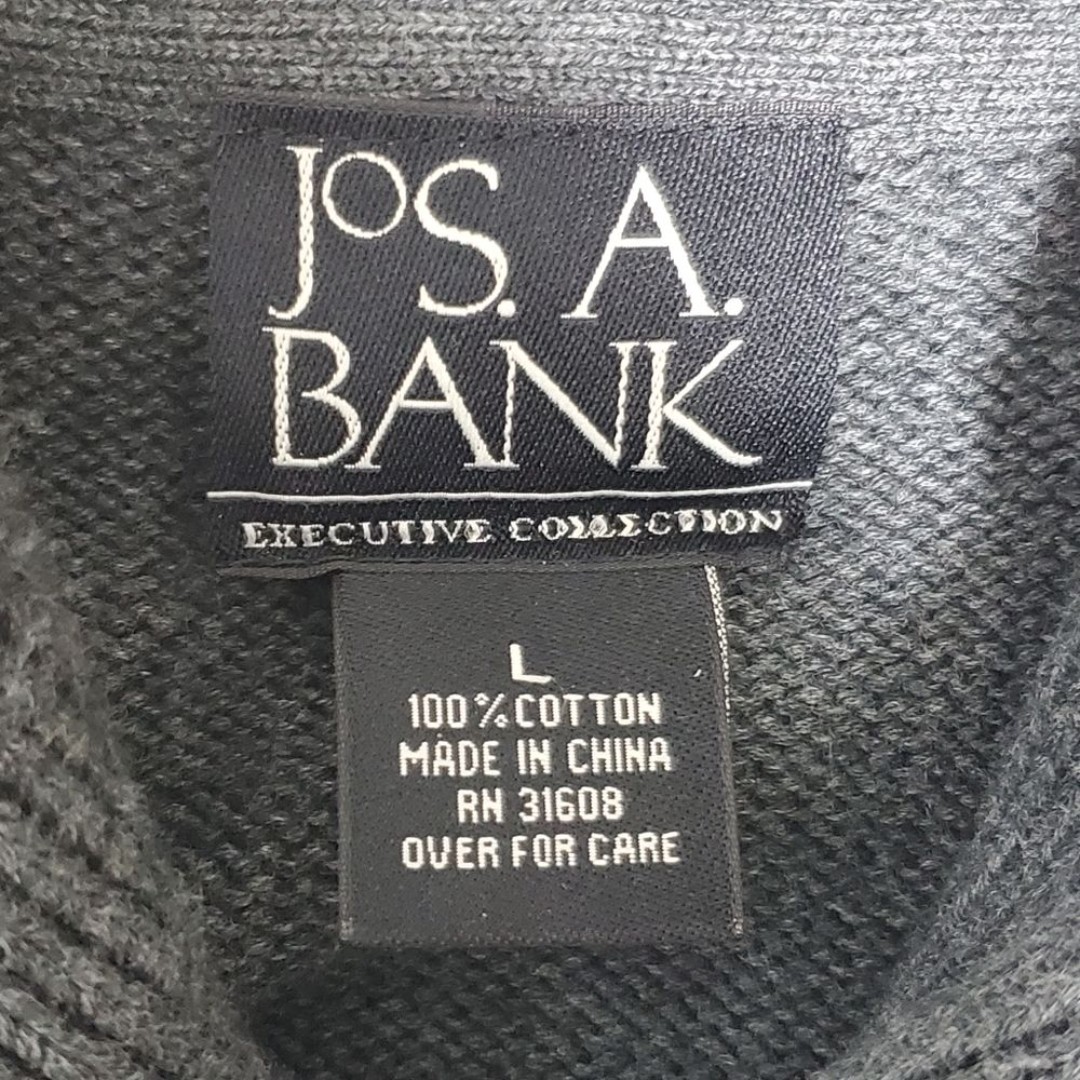 JOS. A.
BANK
EXECUTIVE COLLECTION
L
100% COTTON
MADE IN CHINA
RN 31608
OVER FOR CARE